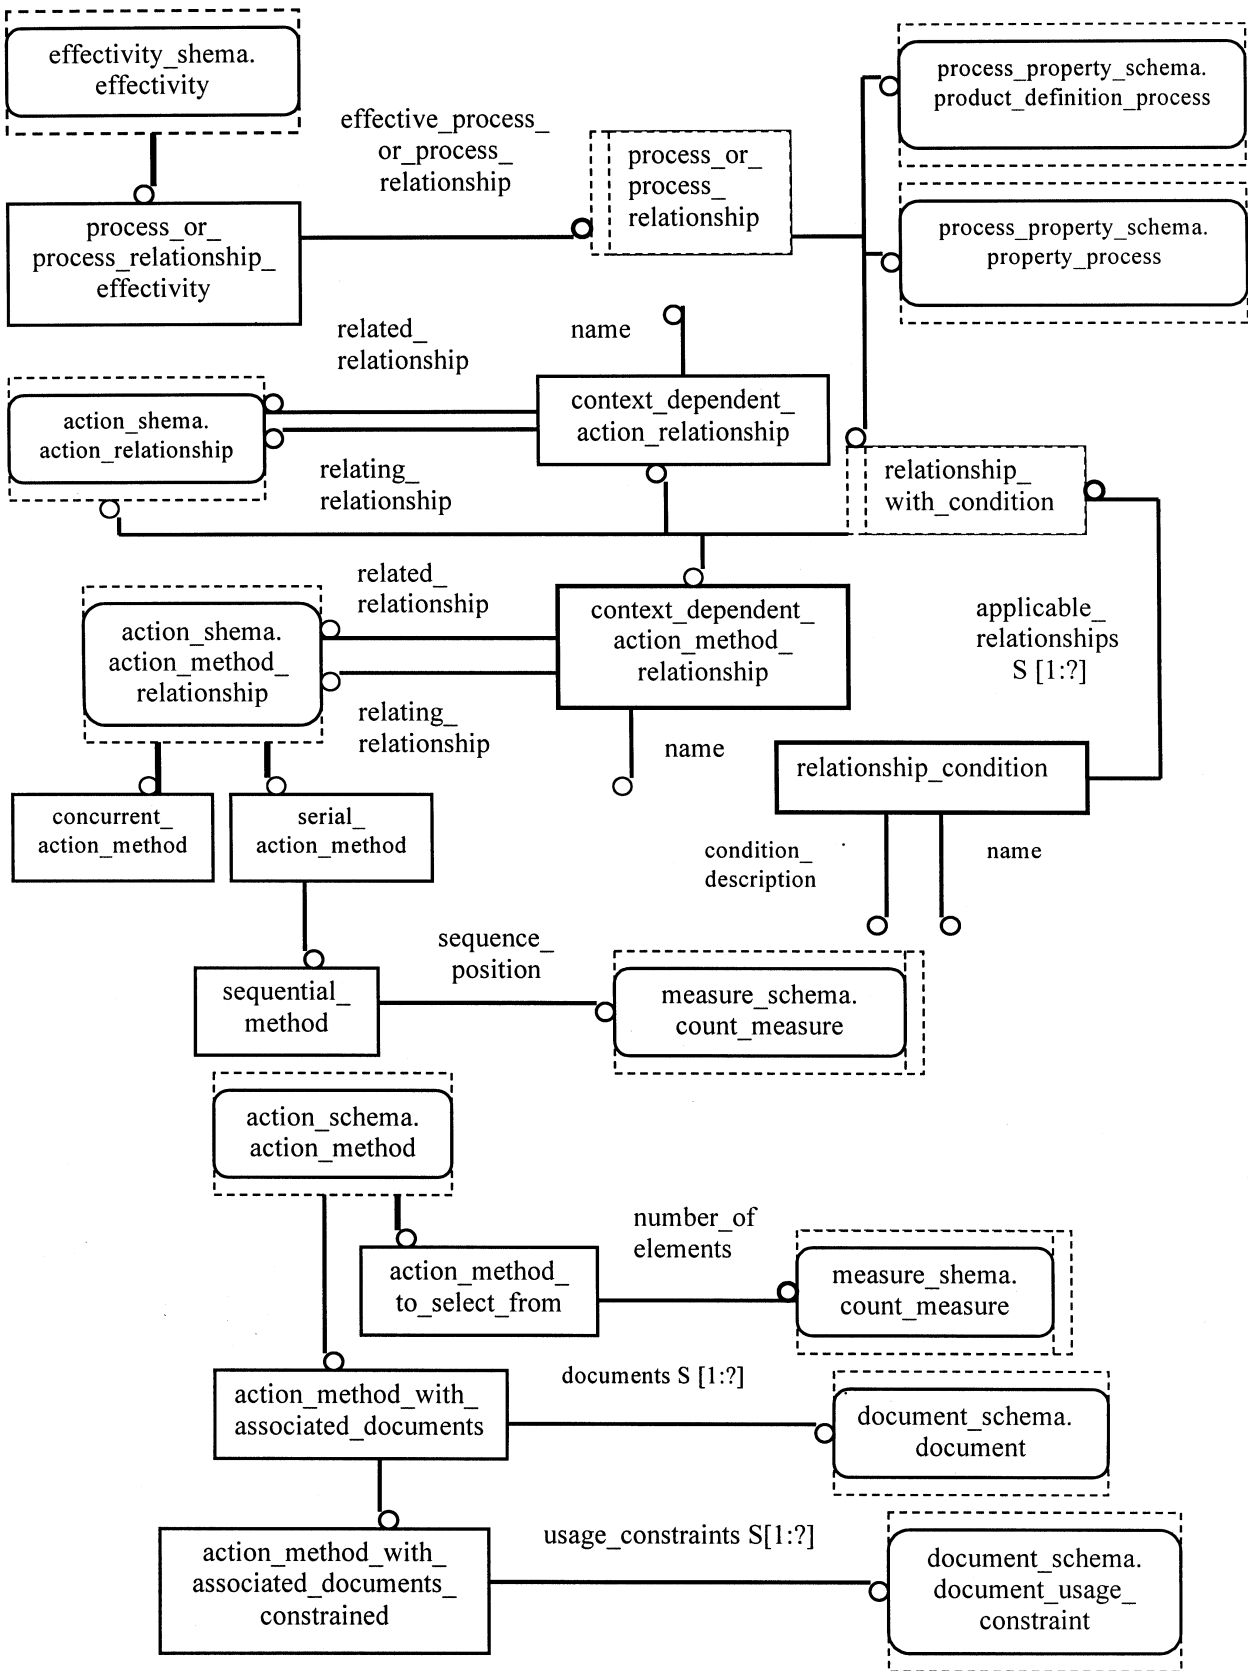 effectivity_shema.
effectivity
process_property_schema.
product_definition_process
effective_process_
or_process_
relationship
process_or_
process_
relationship
process_or_
process_relationship_
effectivity
process_property_schema.
property_process
related_
relationship
name
action_shema.
action_relationship
context_dependent_
action_relationship
relating_
relationship
relationship_
with_condition
related_
relationship
action_shema.
action_method_
relationship
context_dependent_
action_method_
relationship
applicable_
relationships
S [1:?]
relating_
relationship
name
relationship_condition
concurrent_
action_method
serial_
action_method
condition_
description
name
sequence_
position
sequential_
method
measure_schema.
count_measure
action_schema.
action_method
number_of
elements
action_method_
to_select_from
measure_shema.
count_measure
documents S [1:?]
action_method_with_
associated_documents
document_schema.
document
usage_constraints S[1:?]
action_method_with_
associated_documents_
constrained
document_schema.
document_usage_
constraint